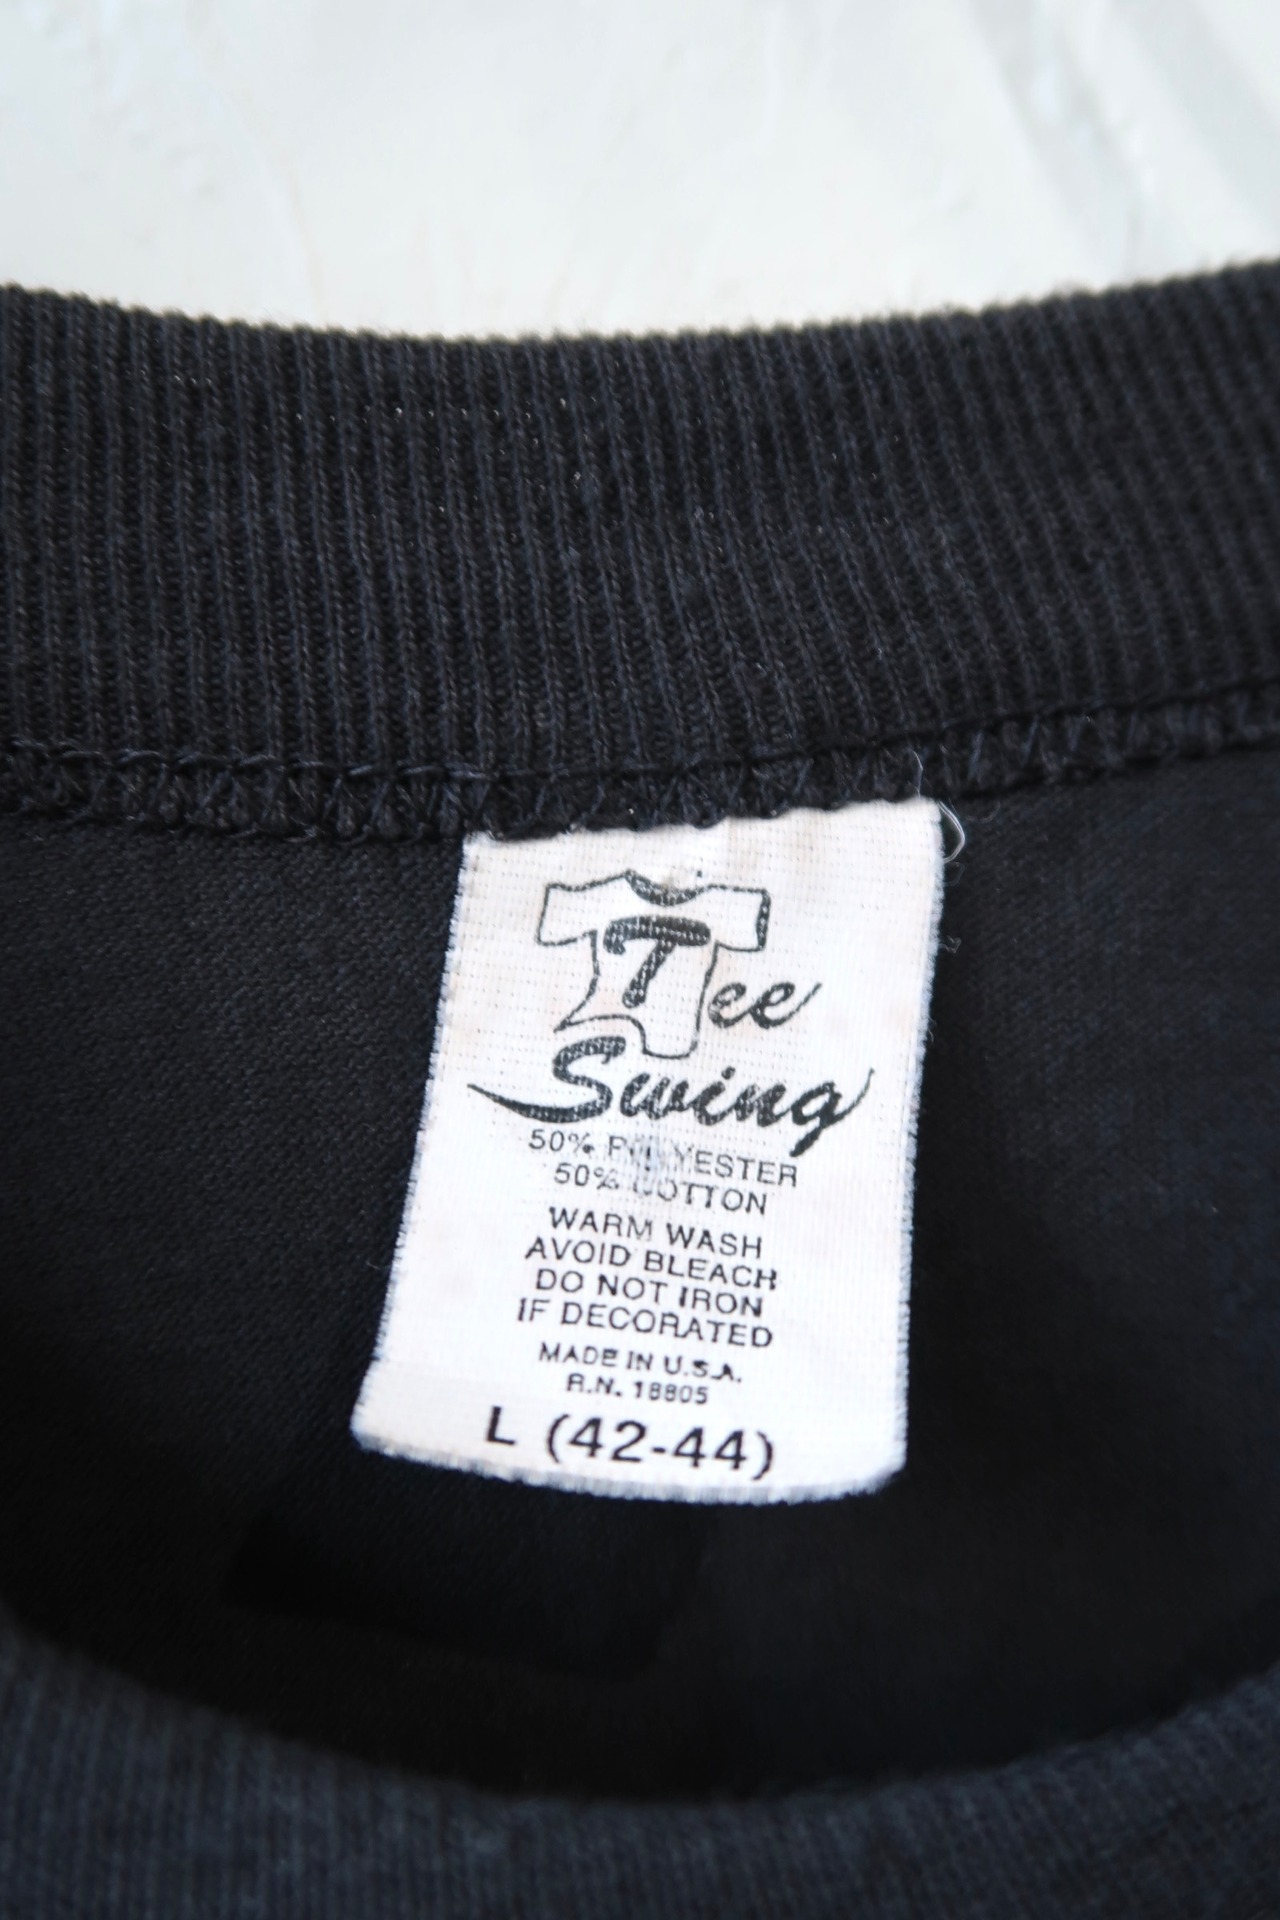 Tee
Swing
50% POLYESTER
50% COTTON
WARM WASH
AVOID BLEACH
DO NOT IRON
IF DECORATED
MADE IN U.S.A.
R.N. 18805
L (42-44)